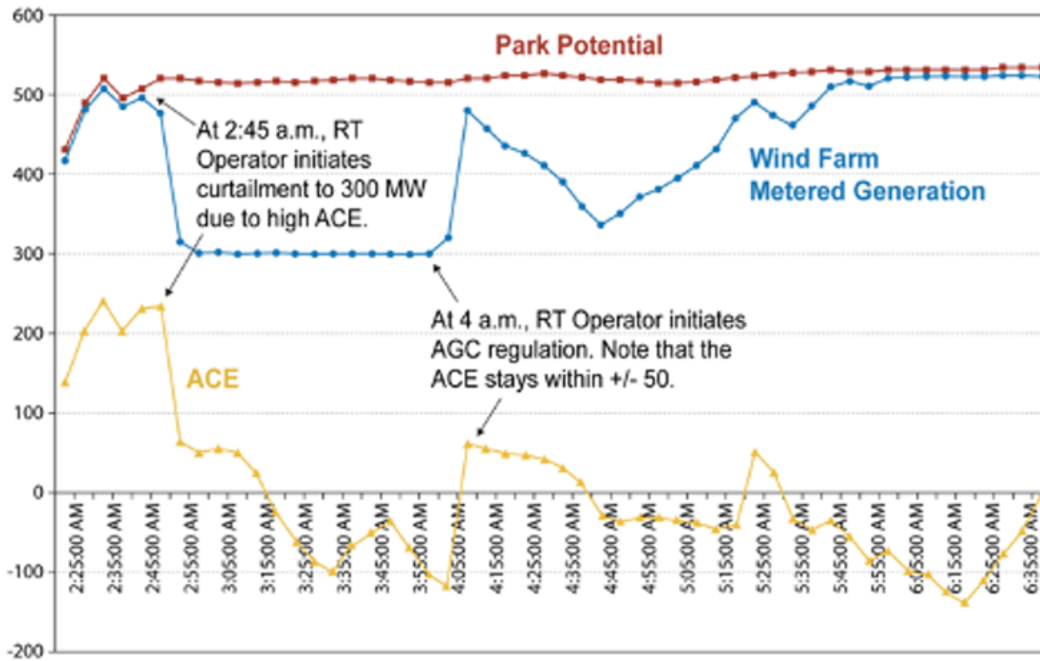 600
500
400
300
200
100
0
-100
-200
Park Potential
At 2:45 a.m., RT
Operator initiates
curtailment to 300 MW
due to high ACE.
Wind Farm
Metered Generation
At 4 a.m., RT Operator initiates
AGC regulation. Note that the
ACE stays within +/- 50.
ACE
2:25:00 AM
2:35:00 AM
2:45:00 AM
2:55:00 AM
3:05:00 AM
3:15:00 AM
3:25:00 AM
3:35:00 AM
3:45:00 AM
3:55:00 AM
4:05:00 AM
4:15:00 AM
4:25:00 AM
4:35:00 AM
4:45:00 AM
4:55:00 AM
5:05:00 AM
5:15:00 AM
5:25:00 AM
5:35:00 AM
5:45:00 AM
5:55:00 AM
6:05:00 AM
6:15:00 AM
6:25:00 AM
6:35:00 AM